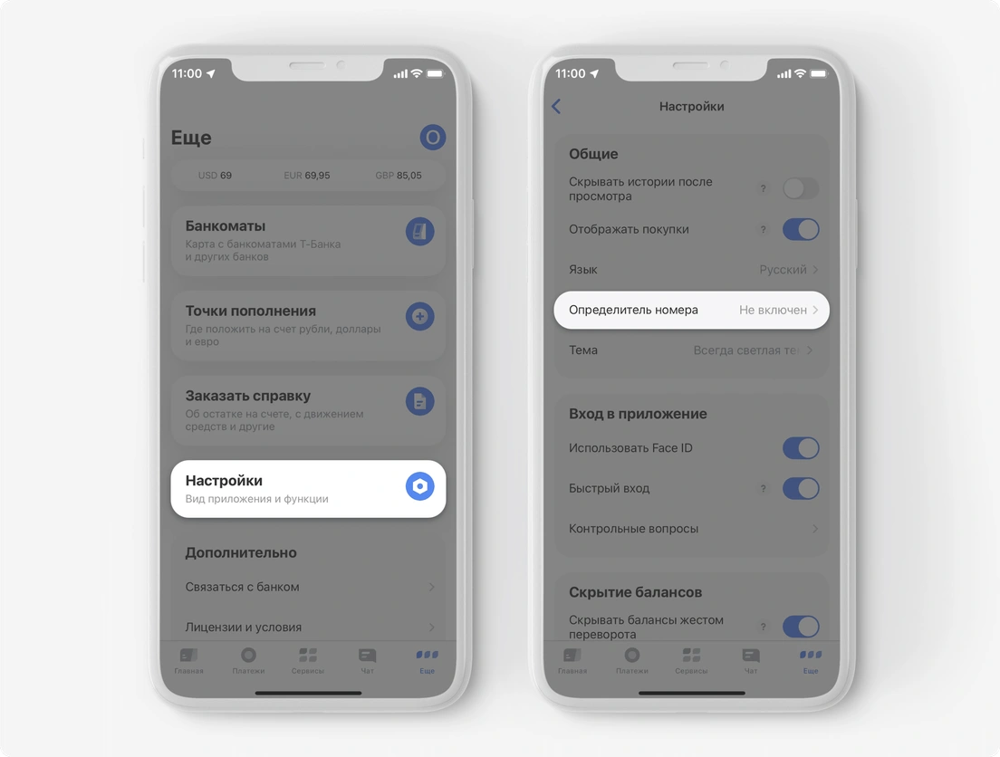 11:00
Еще
О
USD 69
EUR 69,95
GBP 85,05
Банкоматы
Карта с банкоматами Т-Банка
и других банков
Точки пополнения
Где положить на счет рубли, доллары
и евро
Заказать справку
Об остатке на счете, с движением
средств и другие
Настройки
Вид приложения и функции
Дополнительно
Связаться с банком
Лицензии и условия
Главная
Платежи
Сервисы
Чат
Еще
11:00
Настройки
Общие
Скрывать истории после
просмотра
?
Отображать покупки
?
Язык
Русский
Определитель номера
Не включен
Тема
Всегда светлая
Вход в приложение
Использовать Face ID
Быстрый вход
?
Контрольные вопросы
Скрытие балансов
Скрывать балансы жестом
переворота
?
Главная
Платежи
Сервисы
Чат
Еще